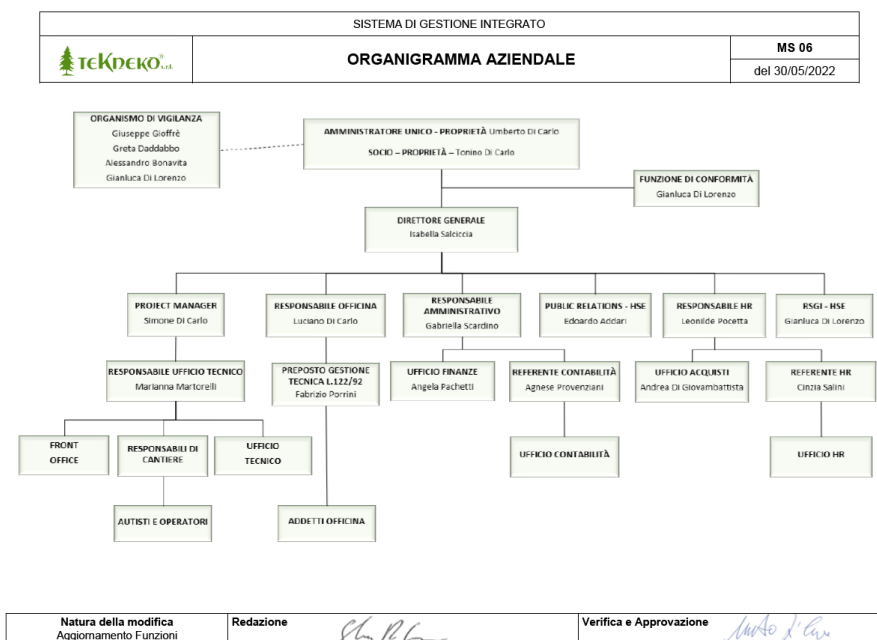 SISTEMA DI GESTIONE INTEGRATO
TEKNEKO® s.r.l.
ORGANIGRAMMA AZIENDALE
MS 06
del 30/05/2022
ORGANISMO DI VIGILANZA
Giuseppe Gioffrè
Greta Daddabbo
Alessandro Bonavita
Gianluca Di Lorenzo
AMMINISTRATORE UNICO - PROPRIETÀ Umberto Di Carlo
SOCIO – PROPRIETÀ – Tonino Di Carlo
FUNZIONE DI CONFORMITÀ
Gianluca Di Lorenzo
DIRETTORE GENERALE
Isabella Salciccia
PROJECT MANAGER
Simone Di Carlo
RESPONSABILE OFFICINA
Luciano Di Carlo
RESPONSABILE
AMMINISTRATIVO
Gabriella Scardino
PUBLIC RELATIONS - HSE
Edoardo Addari
RESPONSABILE HR
Leonilde Pocetta
RSGI - HSE
Gianluca Di Lorenzo
RESPONSABILE UFFICIO TECNICO
Marianna Martorelli
PREPOSTO GESTIONE
TECNICA L.122/92
Fabrizio Porrini
UFFICIO FINANZE
Angela Pachetti
REFERENTE CONTABILITÀ
Agnese Provenziani
UFFICIO ACQUISTI
Andrea Di Giovambattista
REFERENTE HR
Cinzia Salini
FRONT
OFFICE
RESPONSABILI DI
CANTIERE
UFFICIO
TECNICO
UFFICIO CONTABILITÀ
UFFICIO HR
AUTISTI E OPERATORI
ADDETTI OFFICINA
Natura della modifica
Aggiornamento Funzioni
Redazione
Verifica e Approvazione